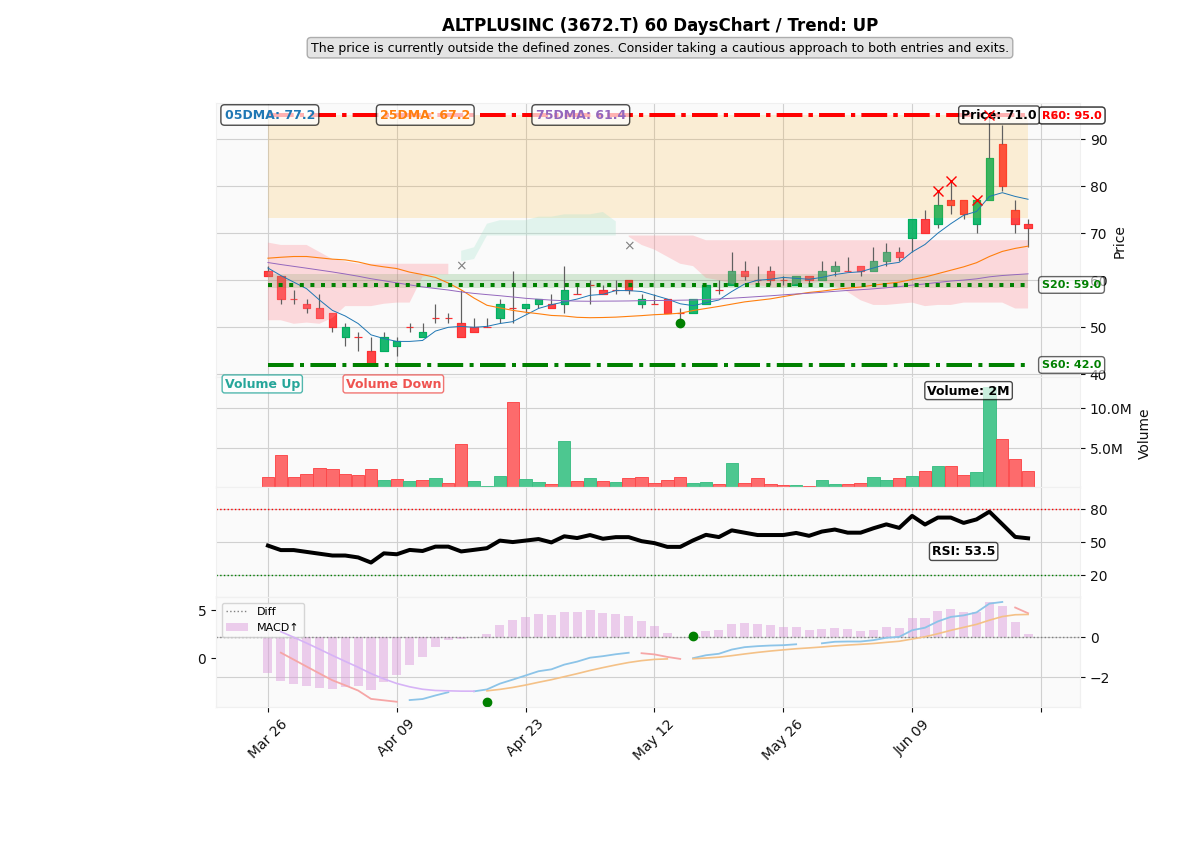 ALTPLUSINC (3672.T) 60 DaysChart / Trend: UP
The price is currently outside the defined zones. Consider taking a cautious approach to both entries and exits.
05DMA: 77.2
25DMA: 67.2
75DMA: 61.4
Price: 71.0
R60: 95.0
90
80
70
60
50
40
Price
S20: 59.0
S60: 42.0
Volume Up
Volume Down
Volume: 2M
10.0M
5.0M
Volume
80
50
20
RSI: 53.5
Diff
MACD↑
5
0
0
−2
Mar 26
Apr 09
Apr 23
May 12
May 26
Jun 09